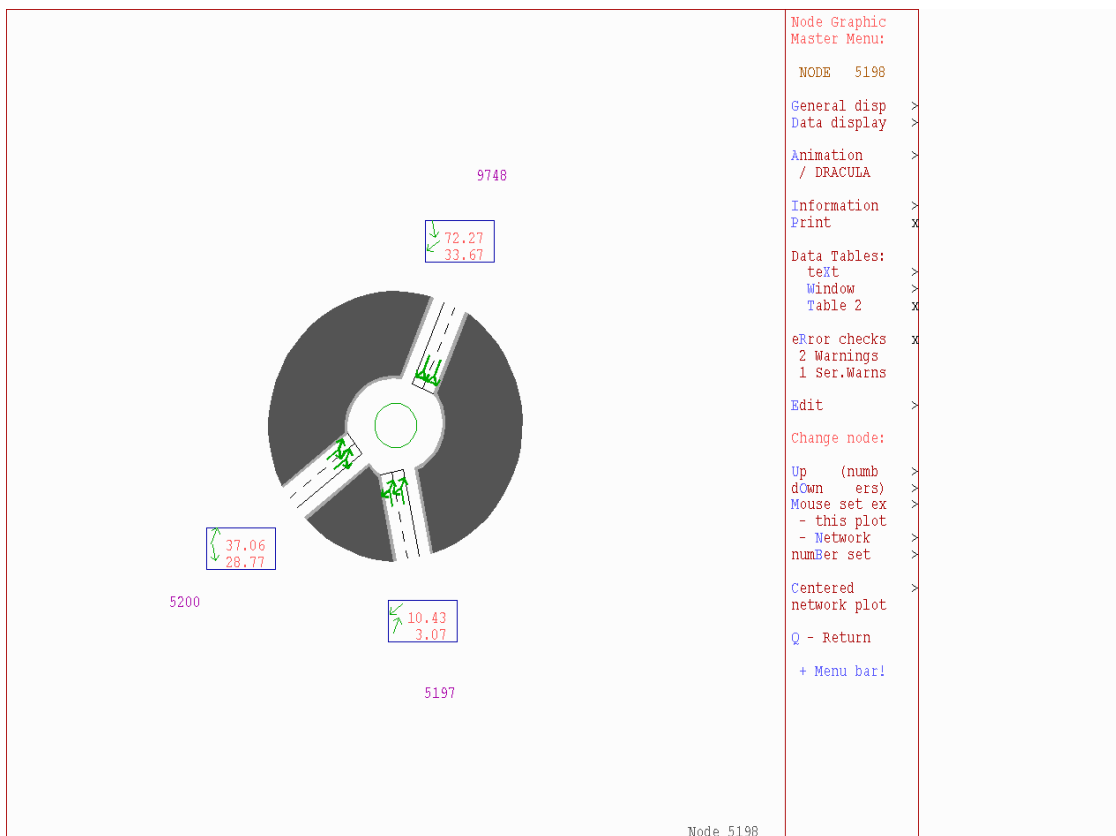 9748
72.27
33.67
37.06
28.77
5200
10.43
3.07
5197
Node 5198
Node Graphic
Master Menu:
NODE 5198
General disp >
Data display >
Animation >
/ DRACULA
Information >
Print x
Data Tables:
teXt >
Window >
Table 2 x
eRror checks x
2 Warnings
1 Ser.Warns
Edit >
Change node:
Up (numb >
dOwn ers) >
Mouse set ex >
- this plot
- Network >
numBer set >
Centered >
network plot
Q - Return
+ Menu bar!